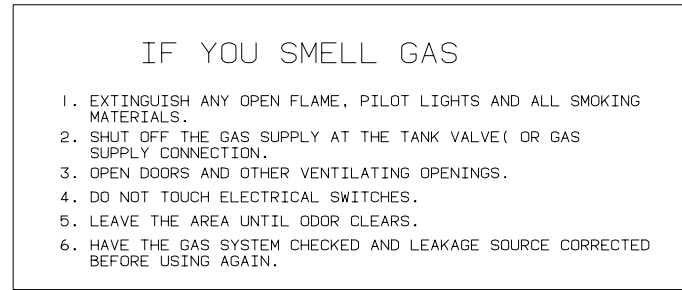 IF YOU SMELL GAS
1. EXTINGUISH ANY OPEN FLAME, PILOT LIGHTS AND ALL SMOKING
MATERIALS.
2. SHUT OFF THE GAS SUPPLY AT THE TANK VALVE( OR GAS
SUPPLY CONNECTION.
3. OPEN DOORS AND OTHER VENTILATING OPENINGS.
4. DO NOT TOUCH ELECTRICAL SWITCHES.
5. LEAVE THE AREA UNTIL ODOR CLEARS.
6. HAVE THE GAS SYSTEM CHECKED AND LEAKAGE SOURCE CORRECTED
BEFORE USING AGAIN.